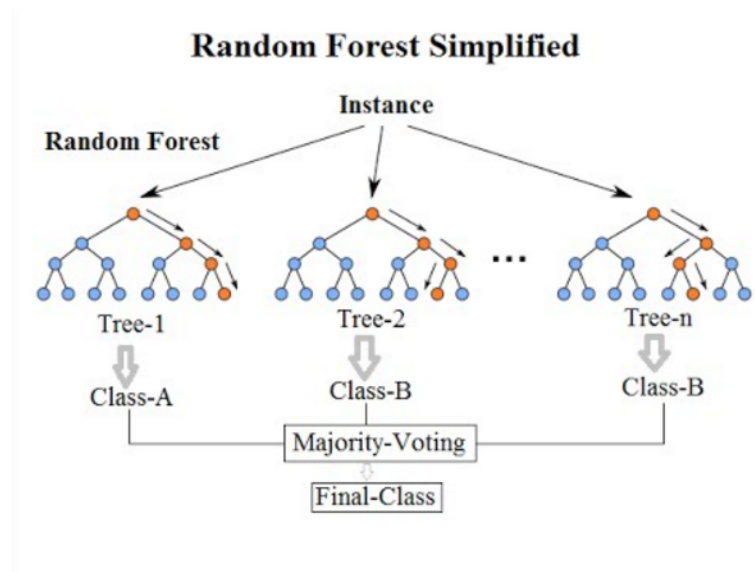 Random Forest Simplified
Instance
Random Forest
...
Tree-1
Tree-2
Tree-n
Class-A
Class-B
Class-B
Majority-Voting
Final-Class